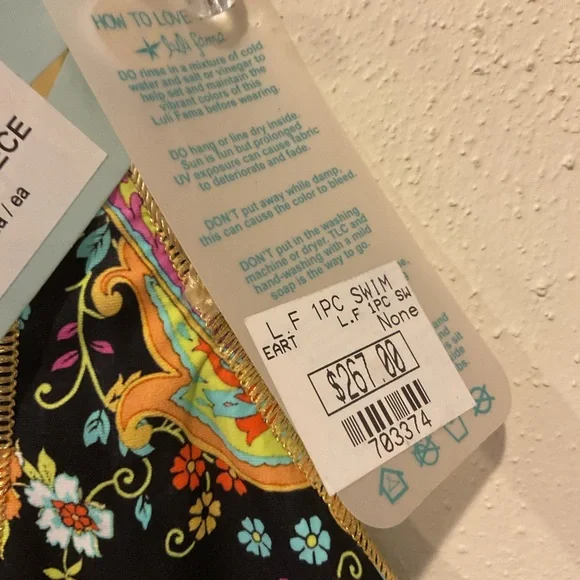 HOW TO LOVE
Luli Fama
DO rinse in a mixture of cold
water and salt or vinegar to
help set and maintain the
vibrant colors of this
Luli Fama before wearing.
DO hang or line dry inside.
Sun is fun but prolonged
UV exposure can cause fabric
to deteriorate and fade.
DON'T put away while damp,
this can cause the color to bleed.
DON'T put in the washing
machine or dryer. TLC and
hand-washing with a mild
soap is the way to go.
L.F 1PC SWIM
L.F 1PC SW
EART None
$267.00
703374
ECE
a / ea